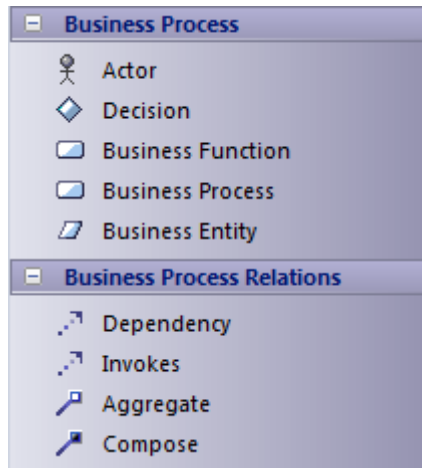 Business Process
Actor
Decision
Business Function
Business Process
Business Entity
Business Process Relations
Dependency
Invokes
Aggregate
Compose